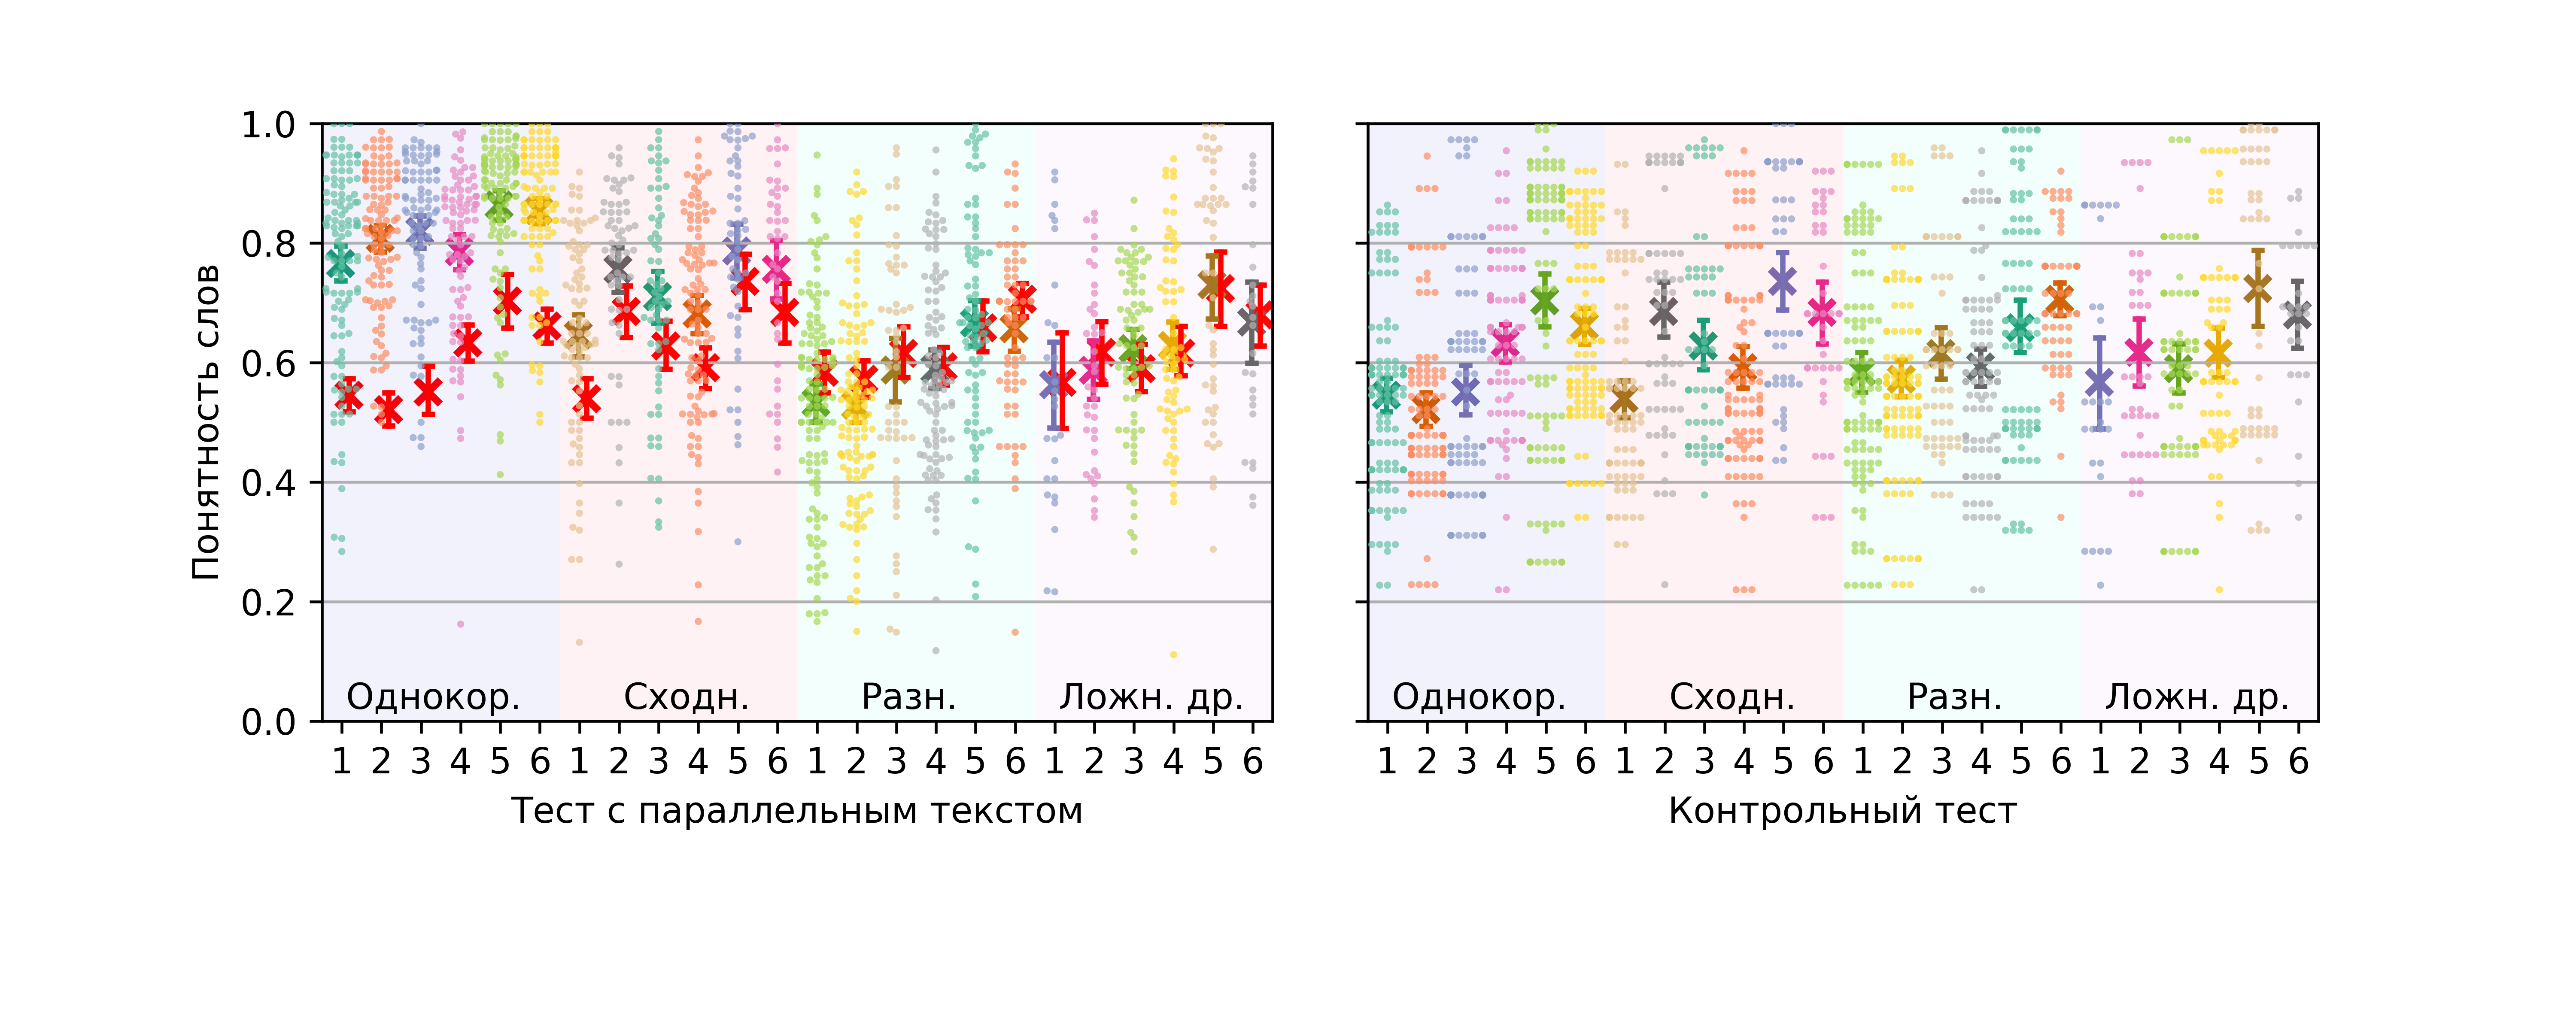 Понятность слов
1.0
0.8
0.6
0.4
0.2
0.0
Однокор. Сходн. Разн. Ложн. др.
1 2 3 4 5 6 1 2 3 4 5 6 1 2 3 4 5 6 1 2 3 4 5 6
Тест с параллельным текстом
Однокор. Сходн. Разн. Ложн. др.
1 2 3 4 5 6 1 2 3 4 5 6 1 2 3 4 5 6 1 2 3 4 5 6
Контрольный тест